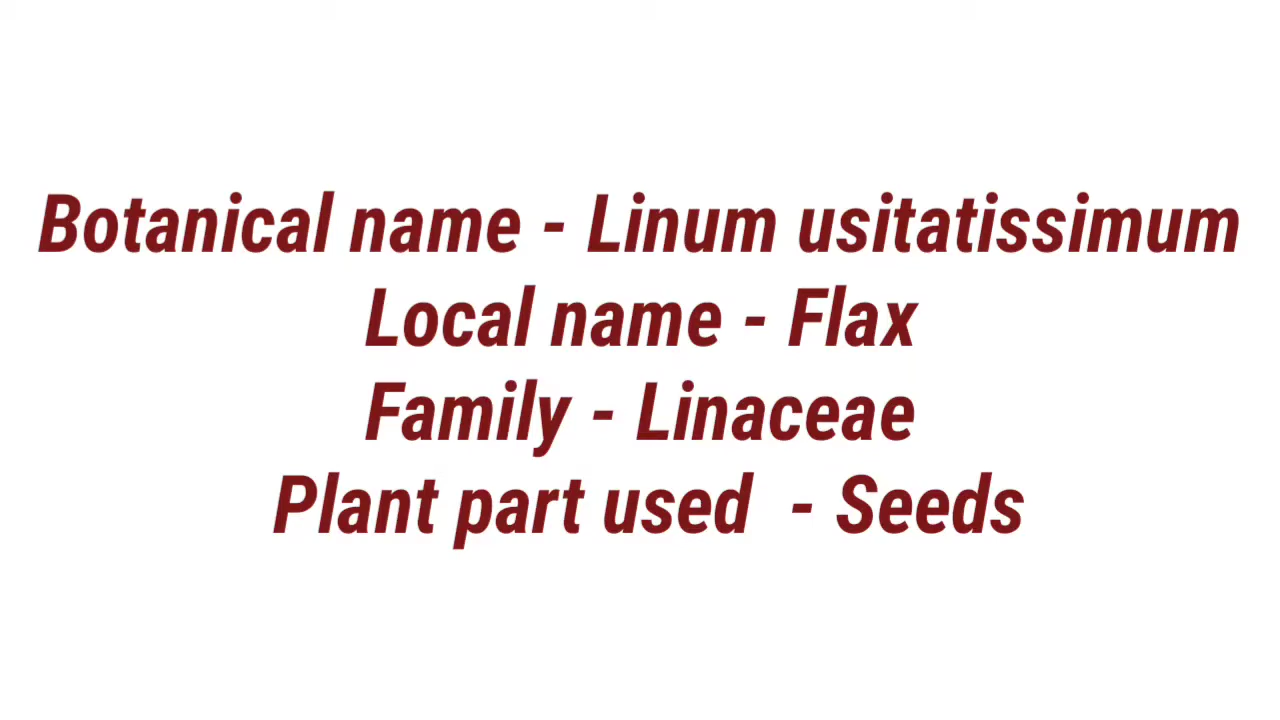 Botanical name - Linum usitatissimum
Local name - Flax
Family - Linaceae
Plant part used  - Seeds